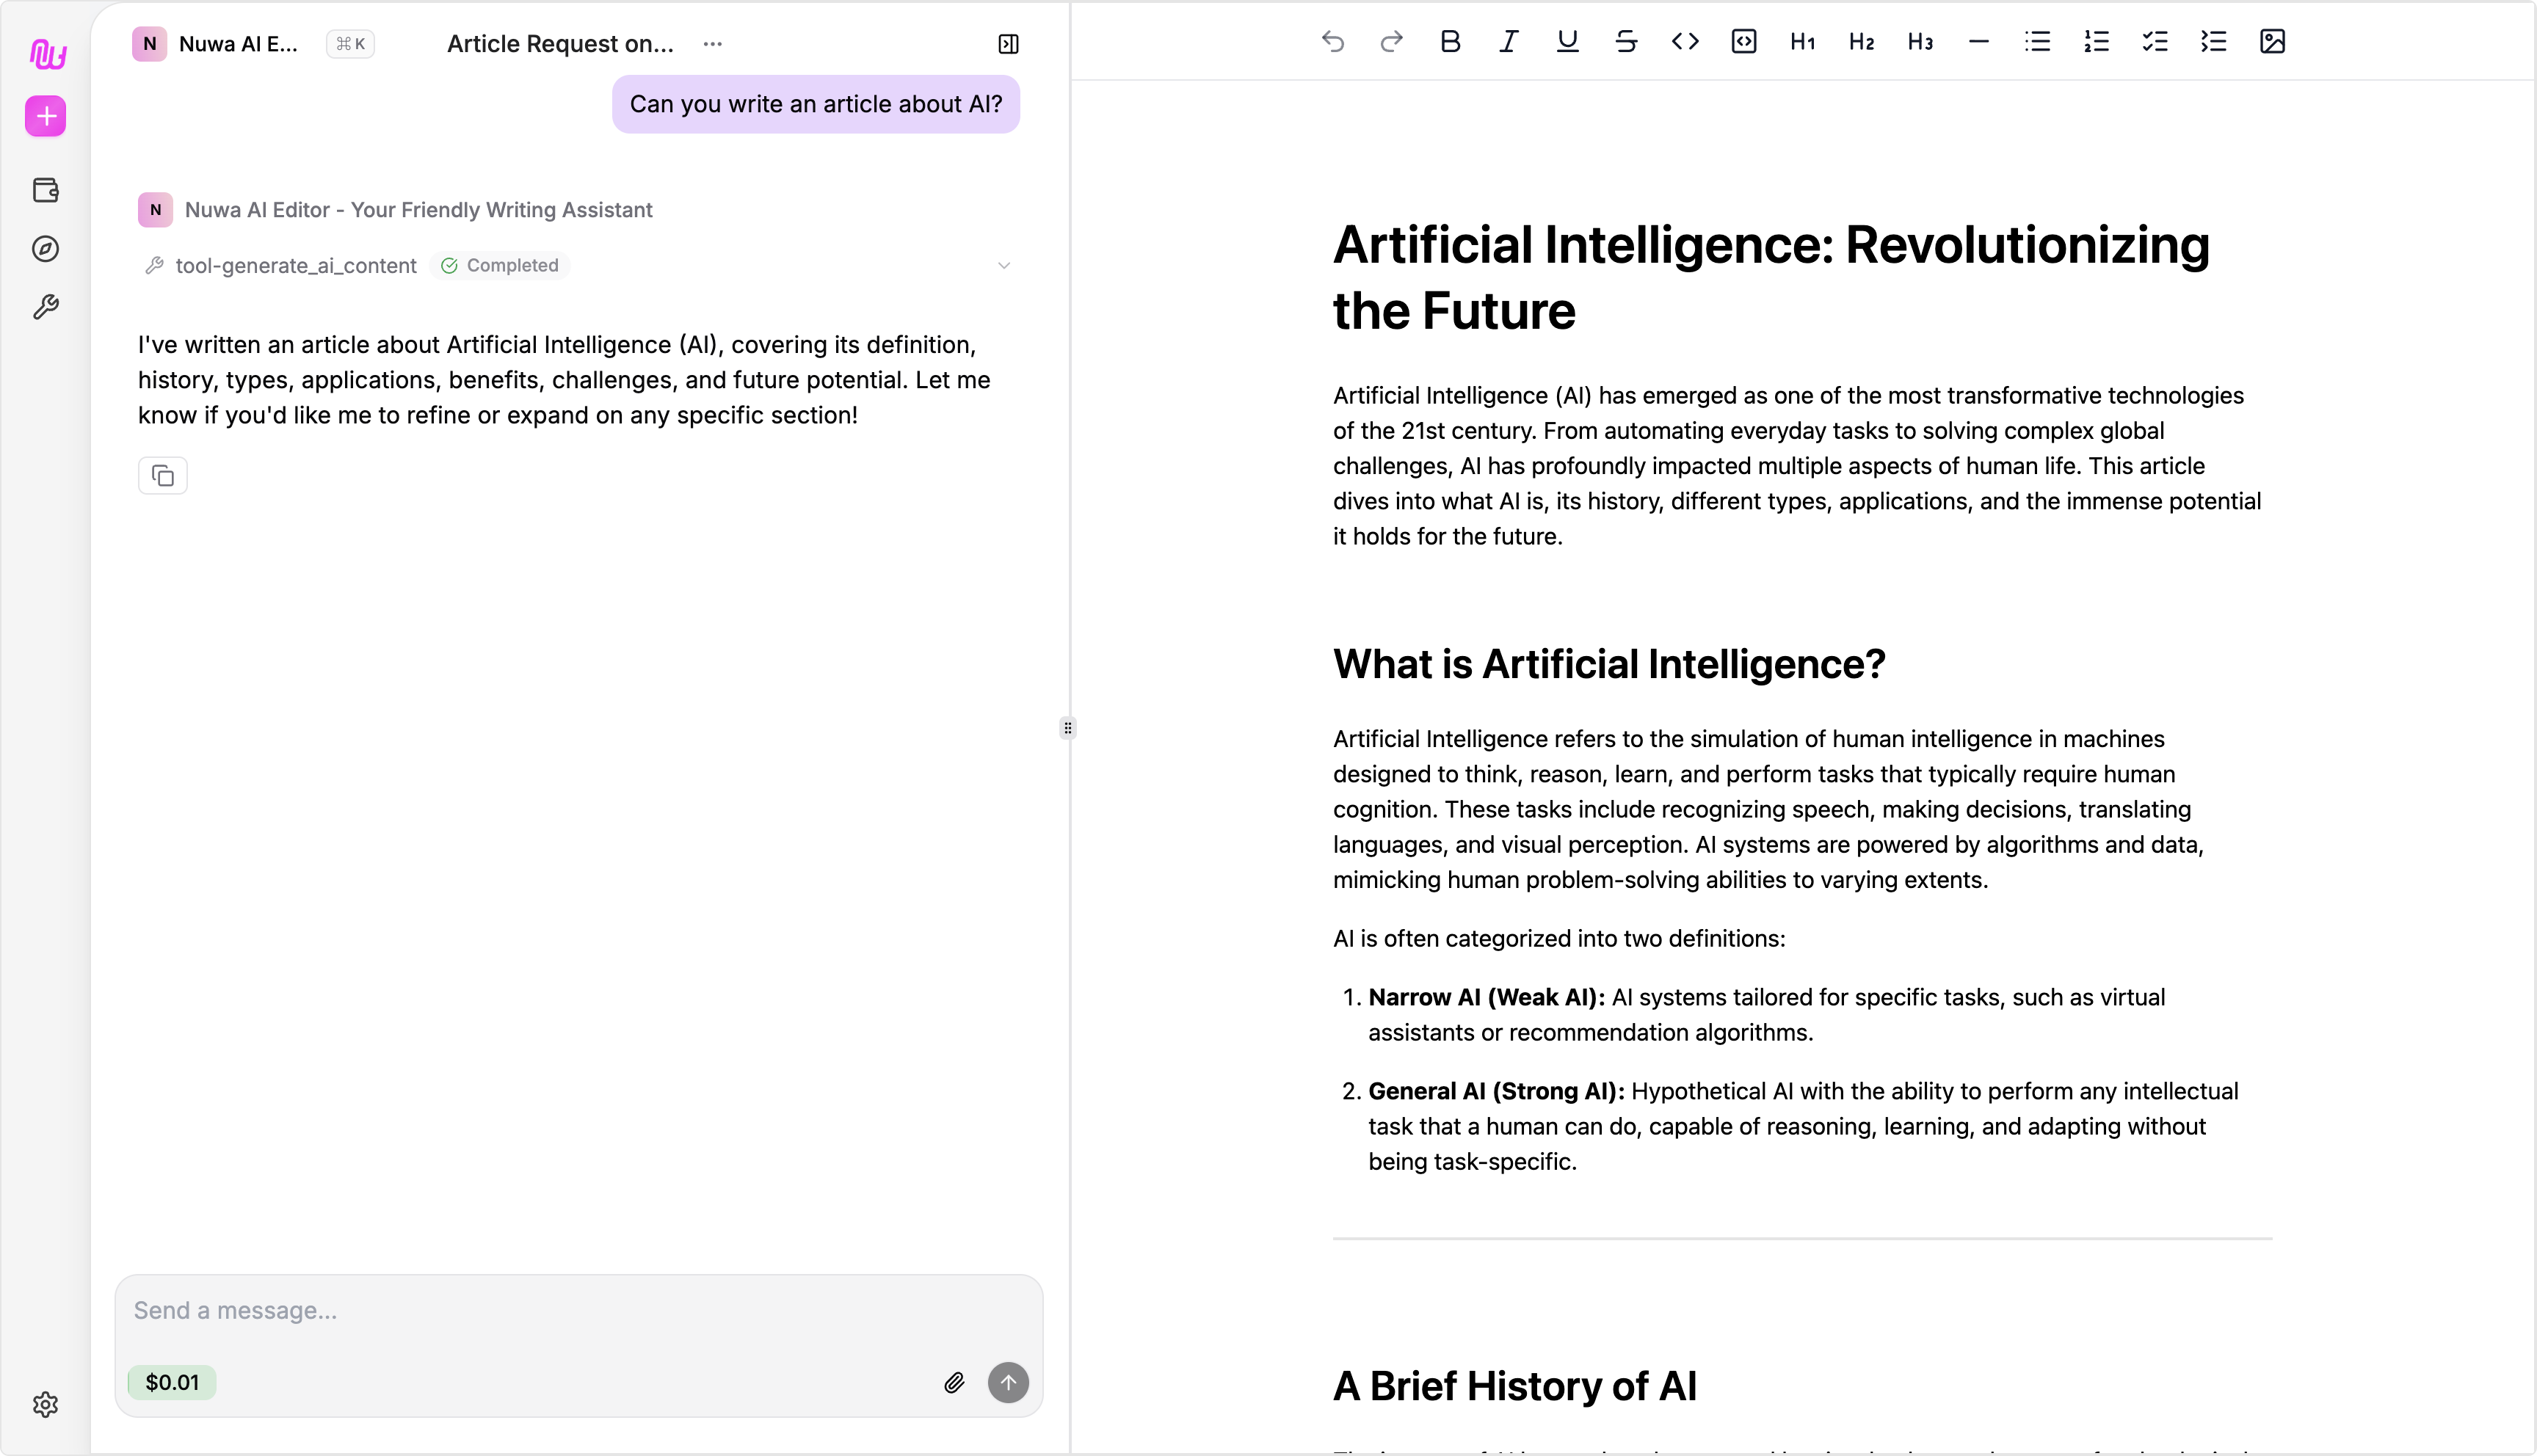 N Nuwa AI E... ⌘ K Article Request on... ...
Can you write an article about AI?
N Nuwa AI Editor - Your Friendly Writing Assistant
tool-generate_ai_content Completed
I've written an article about Artificial Intelligence (AI), covering its definition,
history, types, applications, benefits, challenges, and future potential. Let me
know if you'd like me to refine or expand on any specific section!
Send a message...
$0.01
H1 H2 H3
Artificial Intelligence: Revolutionizing
the Future
Artificial Intelligence (AI) has emerged as one of the most transformative technologies
of the 21st century. From automating everyday tasks to solving complex global
challenges, AI has profoundly impacted multiple aspects of human life. This article
dives into what AI is, its history, different types, applications, and the immense potential
it holds for the future.
What is Artificial Intelligence?
Artificial Intelligence refers to the simulation of human intelligence in machines
designed to think, reason, learn, and perform tasks that typically require human
cognition. These tasks include recognizing speech, making decisions, translating
languages, and visual perception. AI systems are powered by algorithms and data,
mimicking human problem-solving abilities to varying extents.
AI is often categorized into two definitions:
1. Narrow AI (Weak AI): AI systems tailored for specific tasks, such as virtual
assistants or recommendation algorithms.
2. General AI (Strong AI): Hypothetical AI with the ability to perform any intellectual
task that a human can do, capable of reasoning, learning, and adapting without
being task-specific.
A Brief History of AI